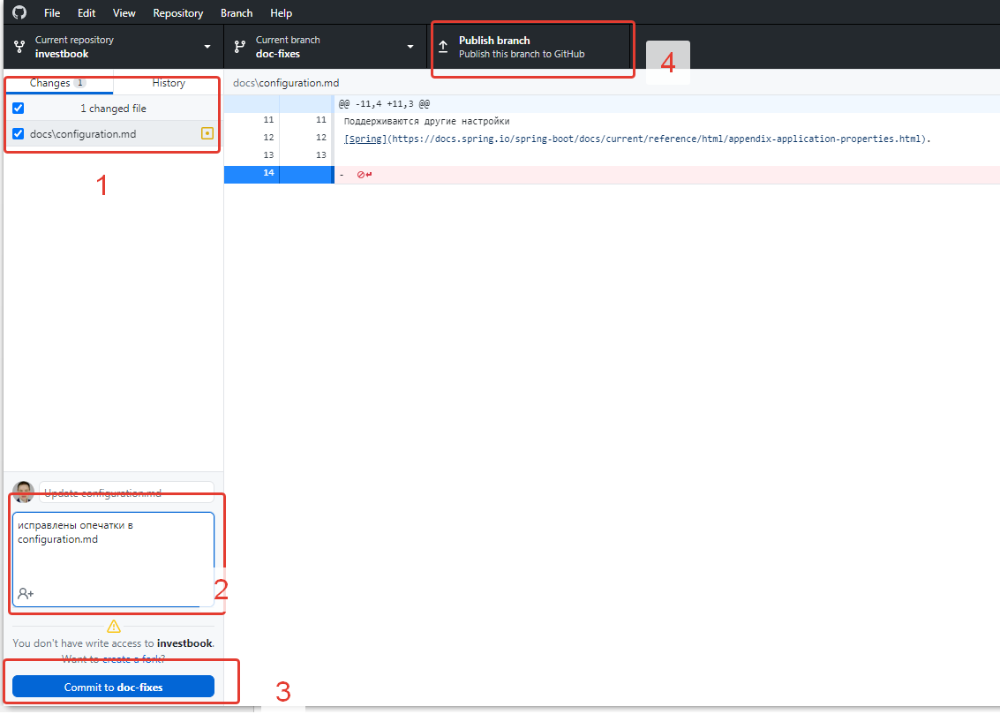 File Edit View Repository Branch Help
Current repository
investbook
Current branch
doc-fixes
Publish branch
Publish this branch to GitHub
4
Changes 1 History
1 changed file
docs\configuration.md
1
docs\configuration.md
@@ -11,4 +11,3 @@
11 11 Поддерживаются другие настройки
12 12 [Spring](https://docs.spring.io/spring-boot/docs/current/reference/html/appendix-application-properties.html).
13 13
14 -
Update configuration.md
исправлены опечатки в
configuration.md
2
You don't have write access to investbook.
Want to create a fork?
Commit to doc-fixes
3